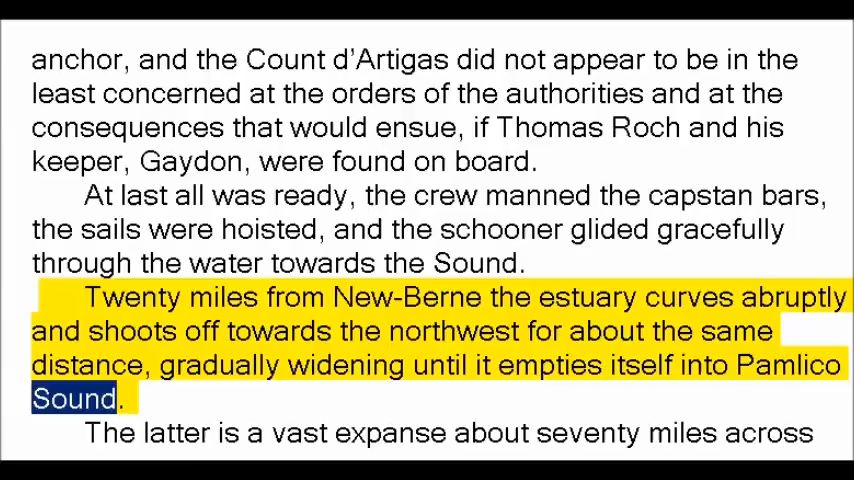 anchor, and the Count d’Artigas did not appear to be in the
least concerned at the orders of the authorities and at the
consequences that would ensue, if Thomas Roch and his
keeper, Gaydon, were found on board.
At last all was ready, the crew manned the capstan bars,
the sails were hoisted, and the schooner glided gracefully
through the water towards the Sound.
Twenty miles from New-Berne the estuary curves abruptly
and shoots off towards the northwest for about the same
distance, gradually widening until it empties itself into Pamlico
Sound.
The latter is a vast expanse about seventy miles across